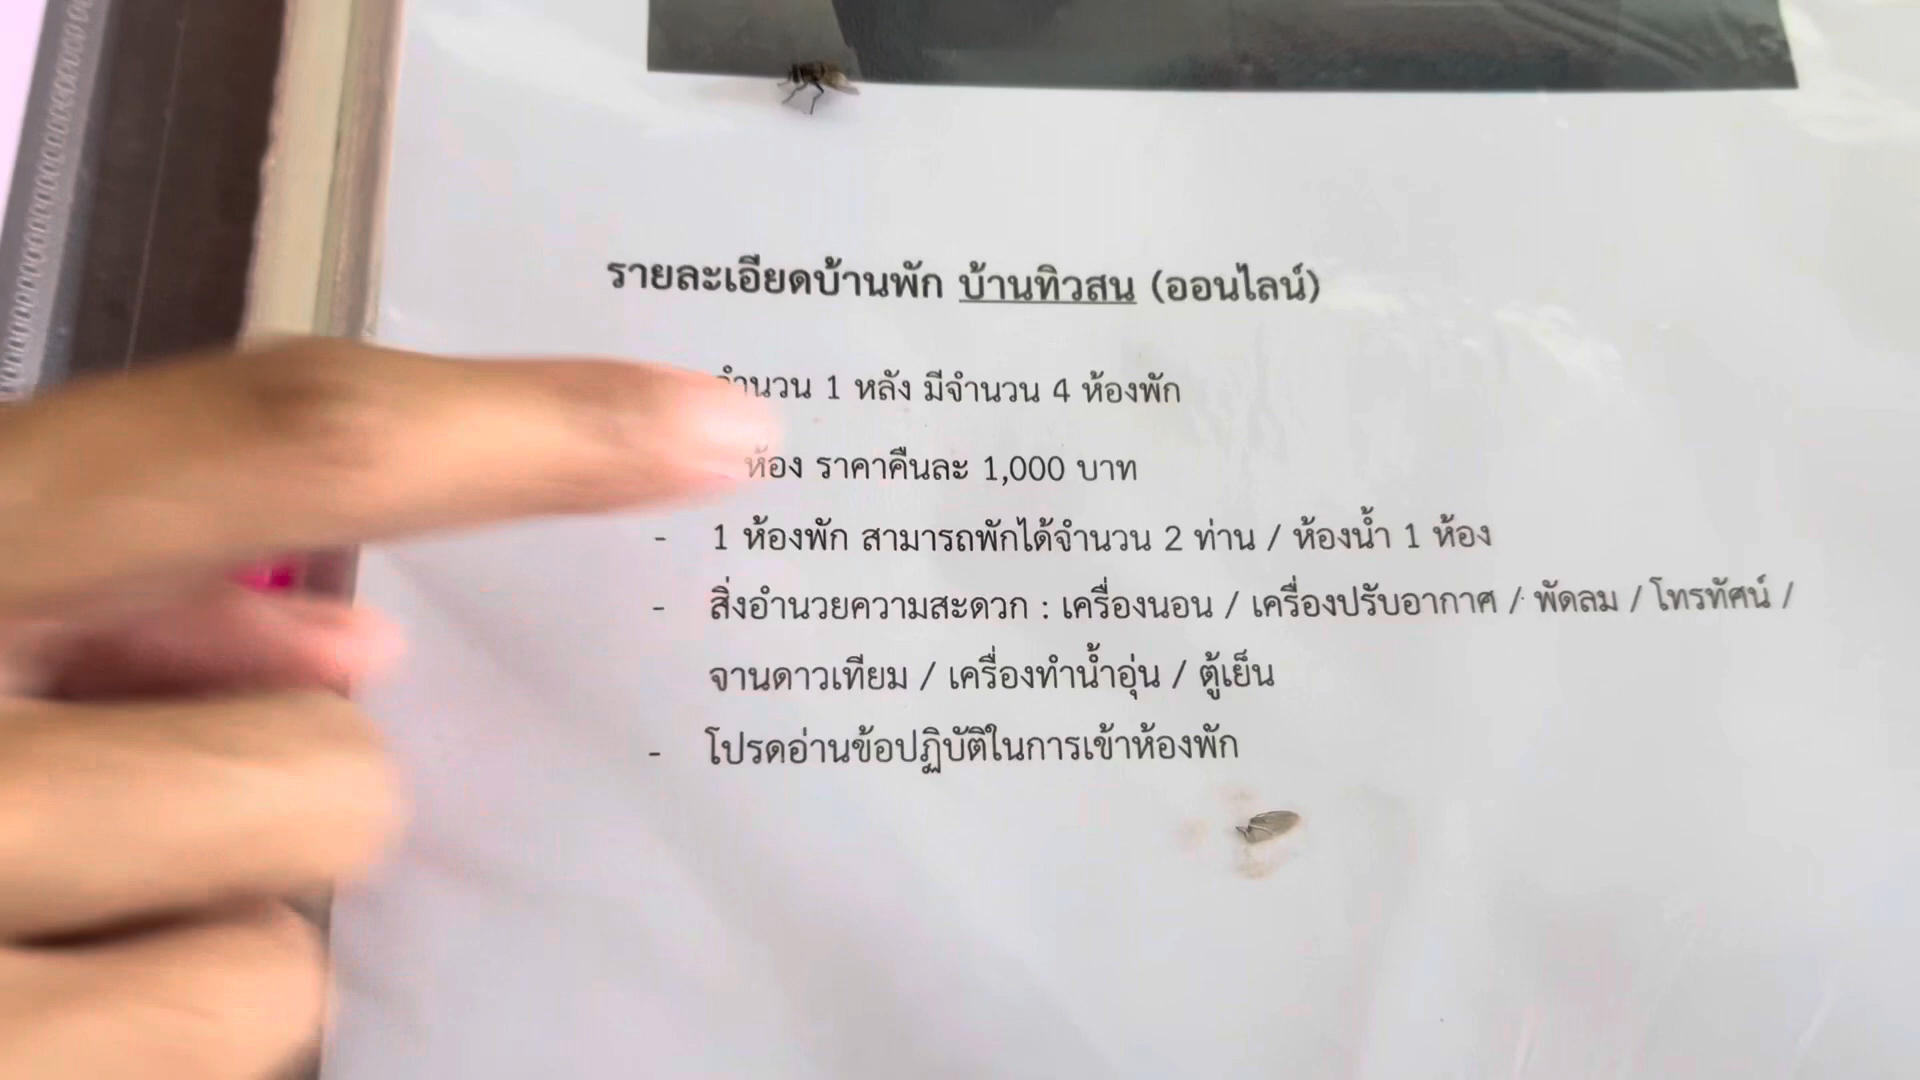 รายละเอียดบ้านพัก บ้านทิวสน (ออนไลน์)
จำนวน 1 หลัง มีจำนวน 4 ห้องพัก
ห้อง ราคาคืนละ 1,000 บาท
- 1 ห้องพัก สามารถพักได้จำนวน 2 ท่าน / ห้องน้ำ 1 ห้อง
- สิ่งอำนวยความสะดวก : เครื่องนอน / เครื่องปรับอากาศ / พัดลม / โทรทัศน์ /
จานดาวเทียม / เครื่องทำน้ำอุ่น / ตู้เย็น
- โปรดอ่านข้อปฏิบัติในการเข้าห้องพัก